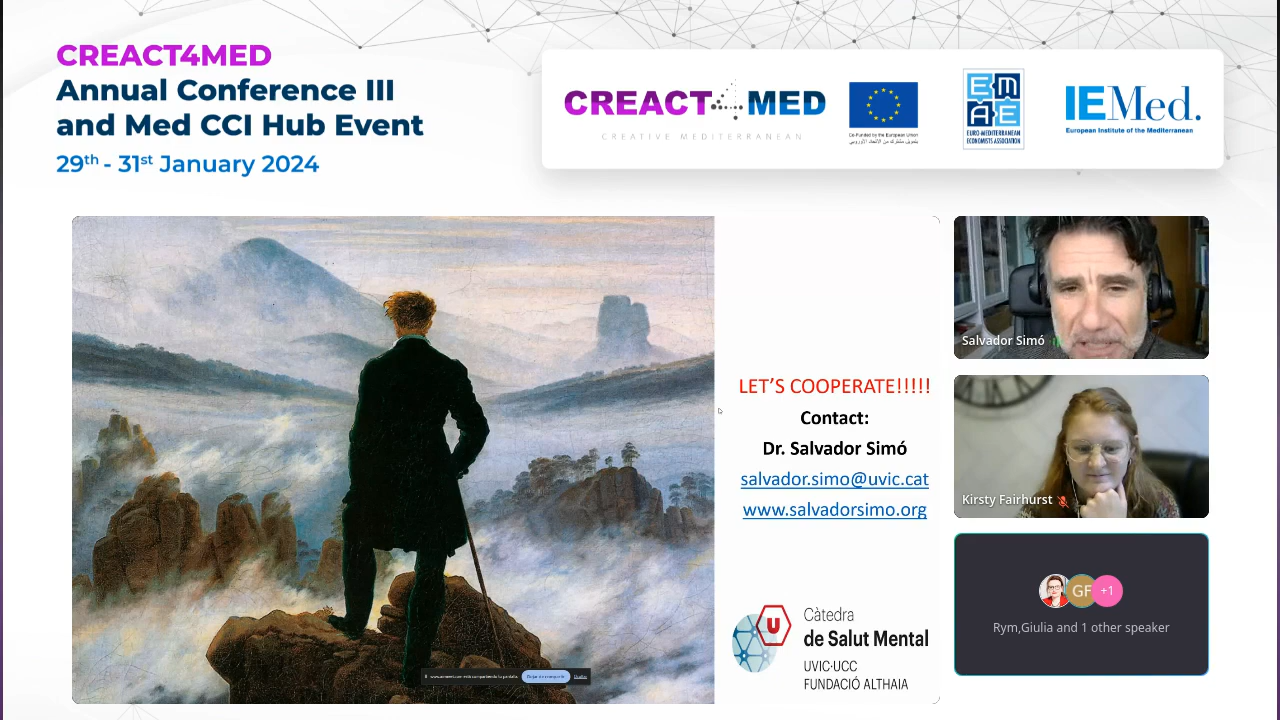 CREACT4MED
Annual Conference III
and Med CCI Hub Event
29th - 31st January 2024
CREACT4MED
CREATIVE MEDITERRANEAN
Co-Funded by the European Union
EMEA
EURO-MEDITERRANEAN
ECONOMISTS ASSOCIATION
IEMed.
European Institute of the Mediterranean
Salvador Simó
LET’S COOPERATE!!!!!
Contact:
Dr. Salvador Simó
salvador.simo@uvic.cat
www.salvadorsimo.org
Kirsty Fairhurst
GF
+1
Rym,Giulia and 1 other speaker
U
Càtedra
de Salut Mental
UVIC·UCC
FUNDACIÓ ALTHAIA